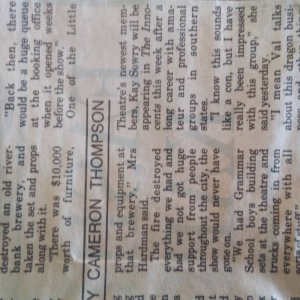 destroyed an old river-
bank brewery, and
taken the set and props
along with it.
"There was $10,000
worth of furniture,
"Back then, there
would be a huge queue
at the booking office
when it opened weeks
before the show.
One of the Little
Y CAMERON THOMPSON
props and equipment at
that brewery," Mrs
Hardman said.
"The fire destroyed
everything we had and
had we not got huge
support from people
throughout the city, the
show would never have
gone on.
"We had Grammar
School boys building
sets at the theatre and
trucks coming in from
everywhere with all
Theatre's newest mem-
bers, Kay Sowry will be
appearing in The Inno-
cents this week after a
long career with ama-
teur and professional
groups in southern
states.
"I know this sounds
like a con, but I have
really been impressed
with this group," she
said yesterday.
"I mean Val talks
about this dragon busi-